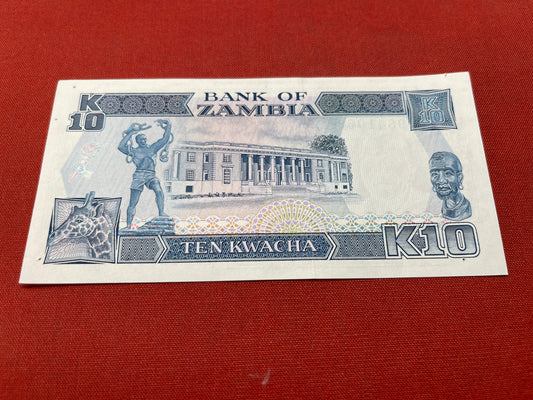 BANK OF
ZAMBIA
K
10
K
10
TEN KWACHA
K10